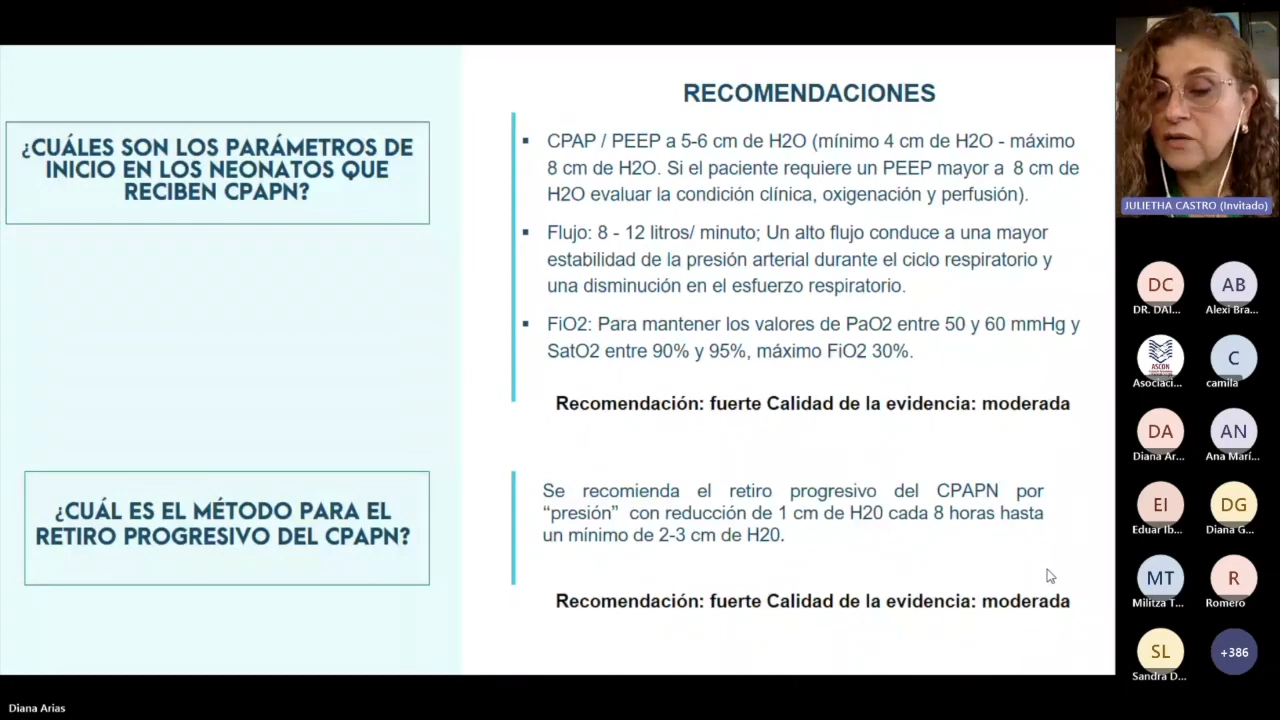 RECOMENDACIONES
¿CUÁLES SON LOS PARÁMETROS DE
INICIO EN LOS NEONATOS QUE
RECIBEN CPAPN?
▪ CPAP / PEEP a 5-6 cm de H2O (mínimo 4 cm de H2O - máximo
8 cm de H2O. Si el paciente requiere un PEEP mayor a 8 cm de
H2O evaluar la condición clínica, oxigenación y perfusión).
▪ Flujo: 8 - 12 litros/ minuto; Un alto flujo conduce a una mayor
estabilidad de la presión arterial durante el ciclo respiratorio y
una disminución en el esfuerzo respiratorio.
▪ FiO2: Para mantener los valores de PaO2 entre 50 y 60 mmHg y
SatO2 entre 90% y 95%, máximo FiO2 30%.
Recomendación: fuerte Calidad de la evidencia: moderada
¿CUÁL ES EL MÉTODO PARA EL
RETIRO PROGRESIVO DEL CPAPN?
Se recomienda el retiro progresivo del CPAPN por
“presión” con reducción de 1 cm de H20 cada 8 horas hasta
un mínimo de 2-3 cm de H20.
Recomendación: fuerte Calidad de la evidencia: moderada
JULIETHA CASTRO (Invitado)
DC AB
DR. DAI... Alexi Bra...
ASCON C
Asociaci... camila
DA AN
Diana Ar... Ana Marí...
EI DG
Eduar Ib... Diana G...
MT R
Militza T... Romero
SL +386
Sandra D...
Diana Arias